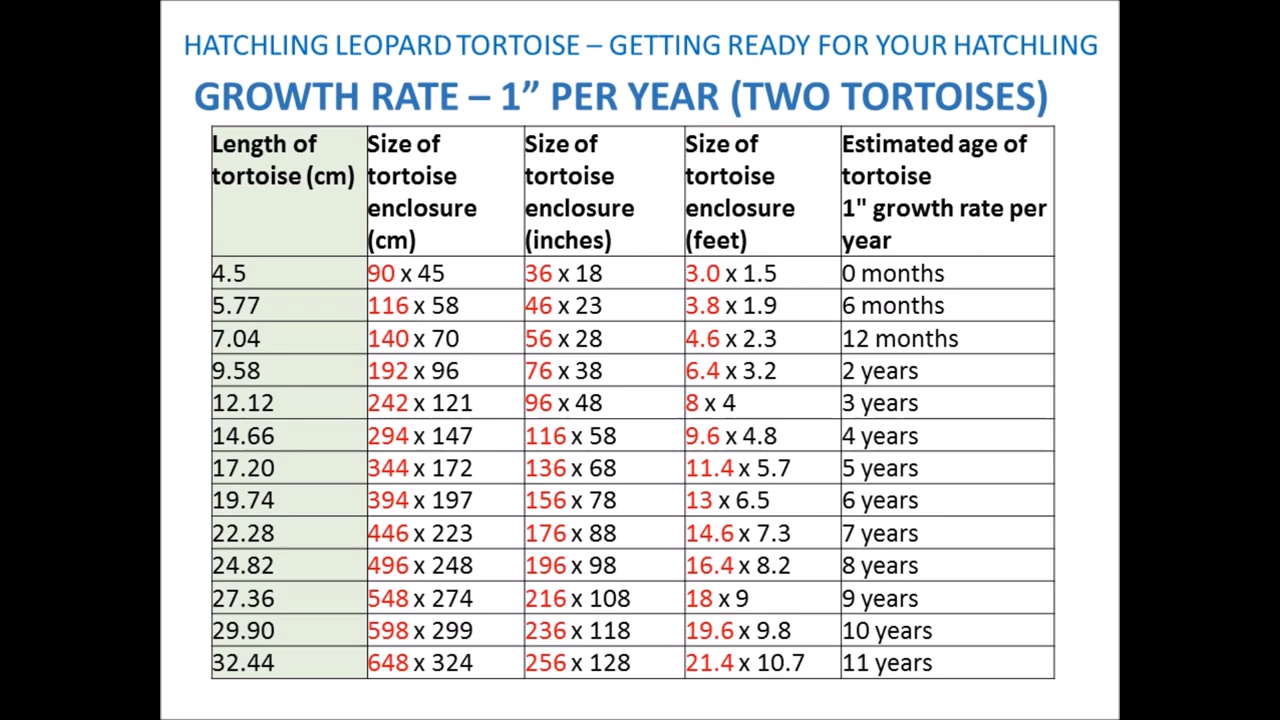 HATCHLING LEOPARD TORTOISE – GETTING READY FOR YOUR HATCHLING
GROWTH RATE – 1” PER YEAR (TWO TORTOISES)
Length of tortoise (cm) Size of tortoise enclosure (cm) Size of tortoise enclosure (inches) Size of tortoise enclosure (feet) Estimated age of tortoise 1" growth rate per year
4.5 90 x 45 36 x 18 3.0 x 1.5 0 months
5.77 116 x 58 46 x 23 3.8 x 1.9 6 months
7.04 140 x 70 56 x 28 4.6 x 2.3 12 months
9.58 192 x 96 76 x 38 6.4 x 3.2 2 years
12.12 242 x 121 96 x 48 8 x 4 3 years
14.66 294 x 147 116 x 58 9.6 x 4.8 4 years
17.20 344 x 172 136 x 68 11.4 x 5.7 5 years
19.74 394 x 197 156 x 78 13 x 6.5 6 years
22.28 446 x 223 176 x 88 14.6 x 7.3 7 years
24.82 496 x 248 196 x 98 16.4 x 8.2 8 years
27.36 548 x 274 216 x 108 18 x 9 9 years
29.90 598 x 299 236 x 118 19.6 x 9.8 10 years
32.44 648 x 324 256 x 128 21.4 x 10.7 11 years